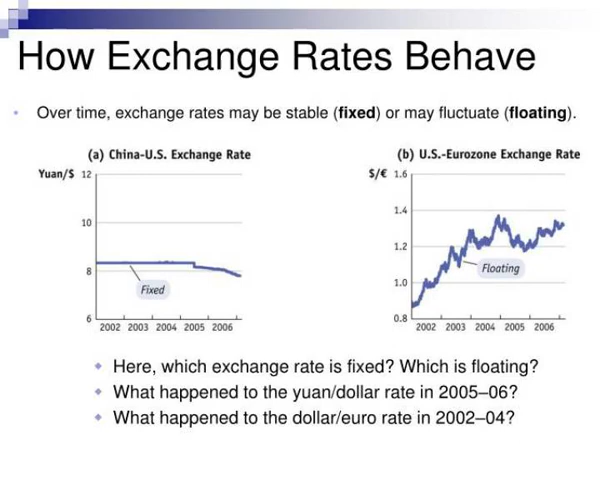 How Exchange Rates Behave
Over time, exchange rates may be stable (fixed) or may fluctuate (floating).
(a) China-U.S. Exchange Rate
Yuan/$ 12
10
8
Fixed
6
2002 2003 2004 2005 2006
(b) U.S.-Eurozone Exchange Rate
$/€ 1.6
1.4
1.2
Floating
1.0
0.8
2002 2003 2004 2005 2006
Here, which exchange rate is fixed? Which is floating?
What happened to the yuan/dollar rate in 2005–06?
What happened to the dollar/euro rate in 2002–04?